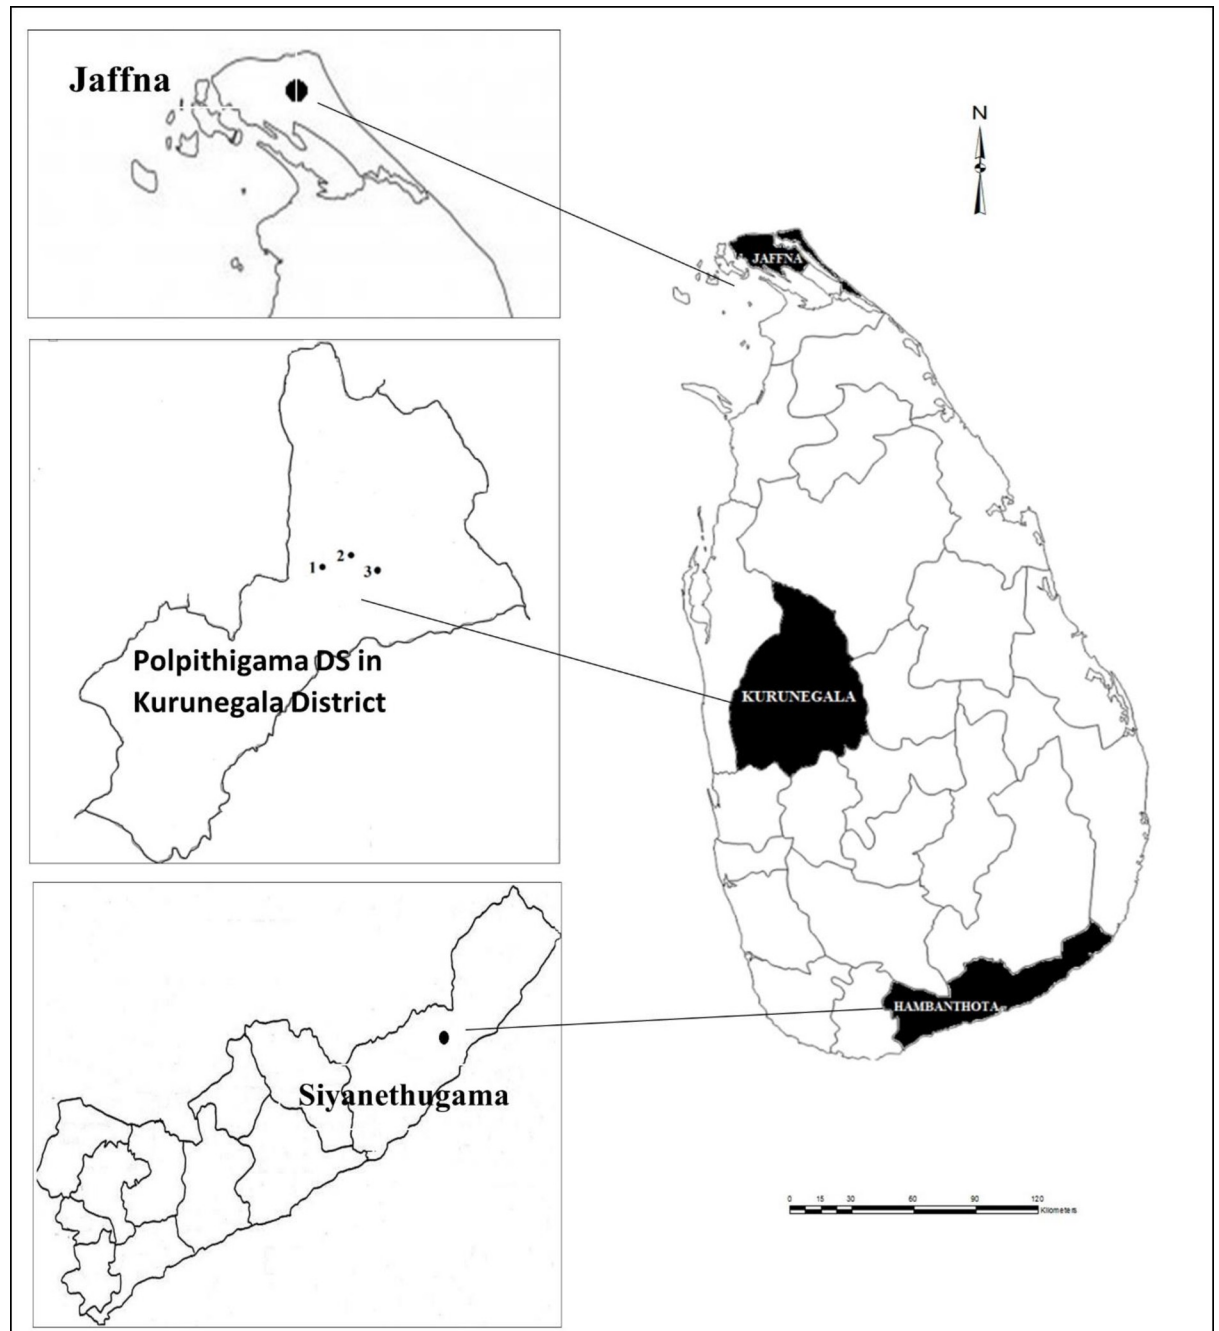 Jaffna
N
JAFFNA
1
2
3
Polpithigama DS in
Kurunegala District
KURUNEGALA
HAMBANTHOTA
Siyanethugama
0 15 30 60 90 120
Kilometers